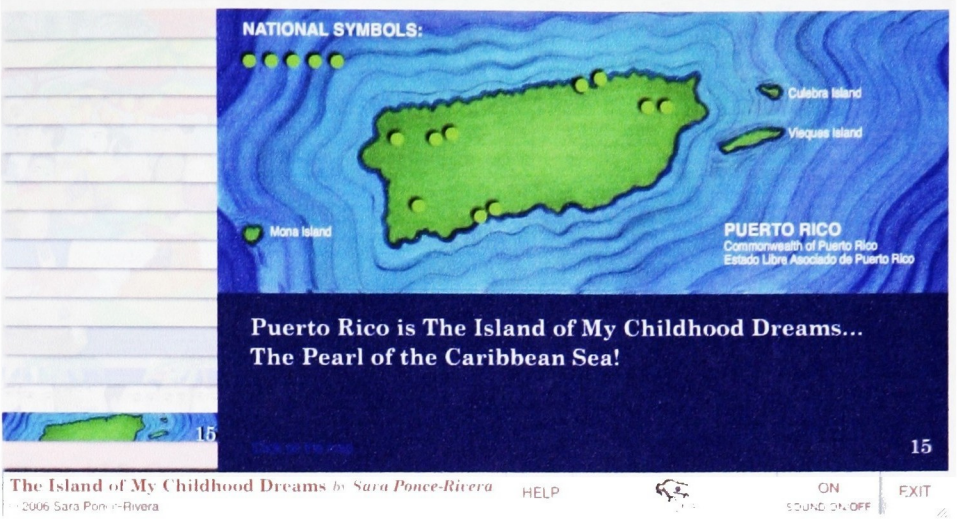 NATIONAL SYMBOLS:
Culebra Island
Vieques Island
Mona Island
PUERTO RICO
Commonwealth of Puerto Rico
Estado Libre Asociado de Puerto Rico
Puerto Rico is The Island of My Childhood Dreams...
The Pearl of the Caribbean Sea!
15
15
The Island of My Childhood Dreams by Sara Ponce-Rivera
2006 Sara Ponce-Rivera
HELP
ON
SOUND ON/OFF
EXIT